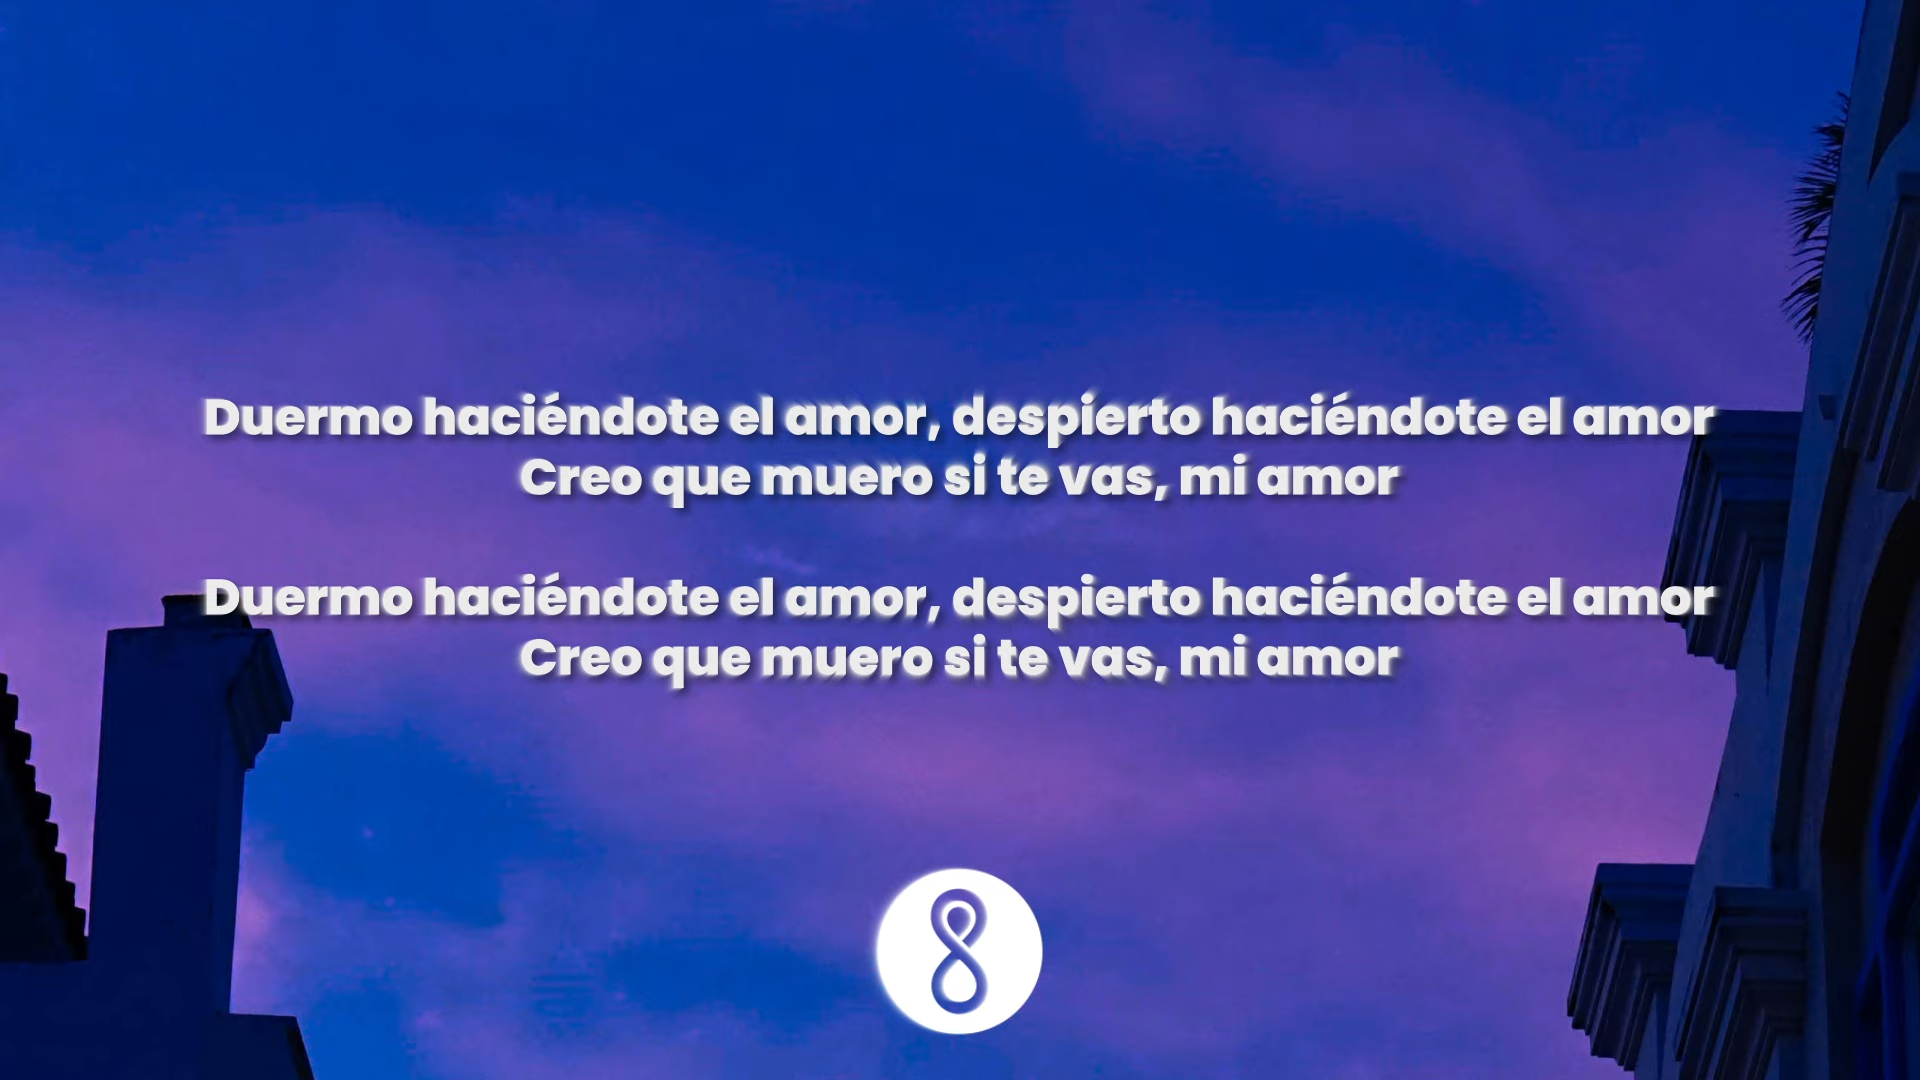 Duermo haciéndote el amor, despierto haciéndote el amor
Creo que muero si te vas, mi amor
Duermo haciéndote el amor, despierto haciéndote el amor
Creo que muero si te vas, mi amor